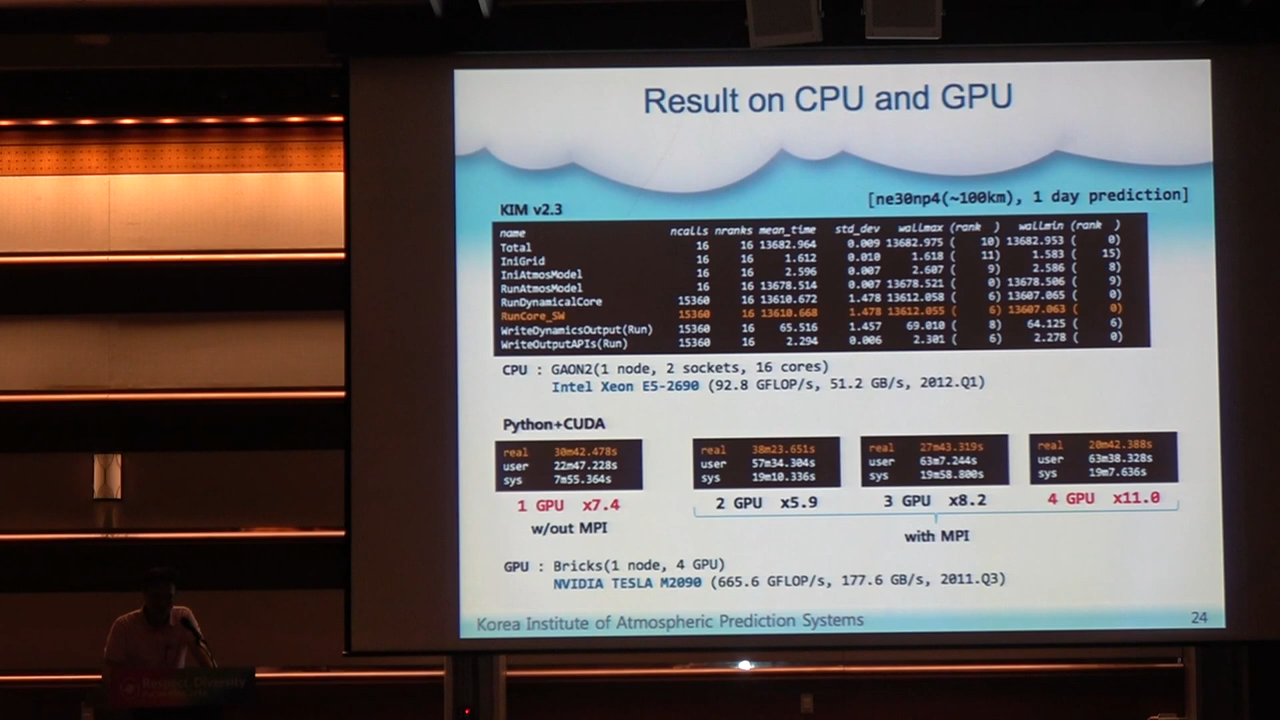 Result on CPU and GPU
[ne30np4(~100km), 1 day prediction]
KIM v2.3
name ncalls nranks mean_time std_dev wallmax (rank ) wallmin (rank )
Total 16 16 13682.964 0.009 13682.975 ( 10) 13682.953 ( 0)
IniGrid 16 16 1.612 0.010 1.618 ( 11) 1.583 ( 15)
IniAtmosModel 16 16 2.596 0.007 2.607 ( 9) 2.586 ( 8)
RunAtmosModel 16 16 13678.514 0.007 13678.521 ( 0) 13678.506 ( 9)
RunDynamicalCore 15360 16 13610.672 1.478 13612.058 ( 6) 13607.065 ( 0)
RunCore_SW 15360 16 13610.668 1.478 13612.055 ( 6) 13607.063 ( 0)
WriteDynamicsOutput(Run) 15360 16 65.516 1.457 69.010 ( 8) 64.125 ( 6)
WriteOutputAPIs(Run) 15360 16 2.294 0.006 2.301 ( 6) 2.278 ( 0)
CPU : GAON2(1 node, 2 sockets, 16 cores)
Intel Xeon E5-2690 (92.8 GFLOP/s, 51.2 GB/s, 2012.Q1)
Python+CUDA
real 30m42.478s
user 22m47.228s
sys 7m55.364s
1 GPU x7.4
w/out MPI
real 38m23.651s
user 57m34.304s
sys 19m10.336s
2 GPU x5.9
real 27m43.319s
user 63m7.244s
sys 19m58.800s
3 GPU x8.2
real 20m42.388s
user 63m38.328s
sys 19m7.636s
4 GPU x11.0
with MPI
GPU : Bricks(1 node, 4 GPU)
NVIDIA TESLA M2090 (665.6 GFLOP/s, 177.6 GB/s, 2011.Q3)
Korea Institute of Atmospheric Prediction Systems
24
Respect, Diversity